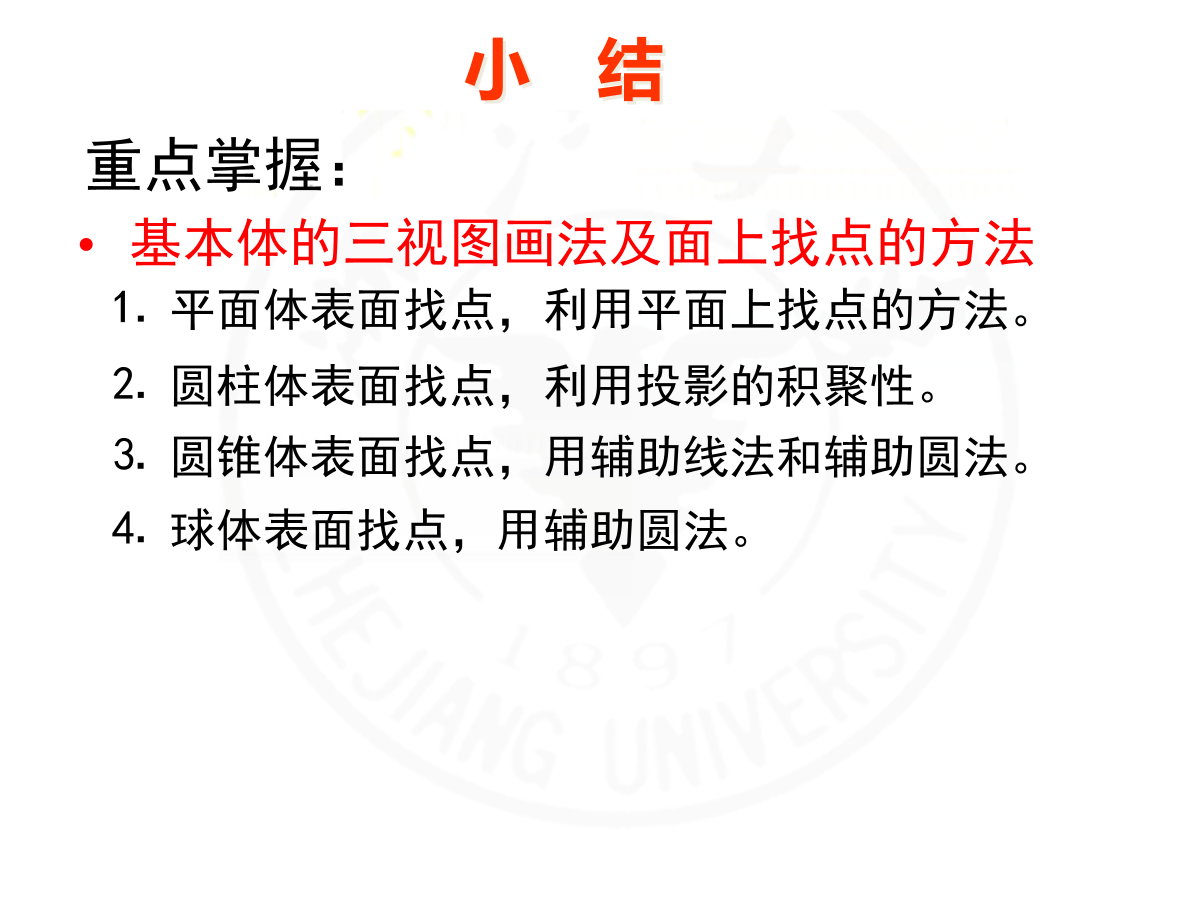 小 结
重点掌握：
• 基本体的三视图画法及面上找点的方法
1. 平面体表面找点，利用平面上找点的方法。
2. 圆柱体表面找点，利用投影的积聚性。
3. 圆锥体表面找点，用辅助线法和辅助圆法。
4. 球体表面找点，用辅助圆法。
1897
ZHEJIANG UNIVERSITY